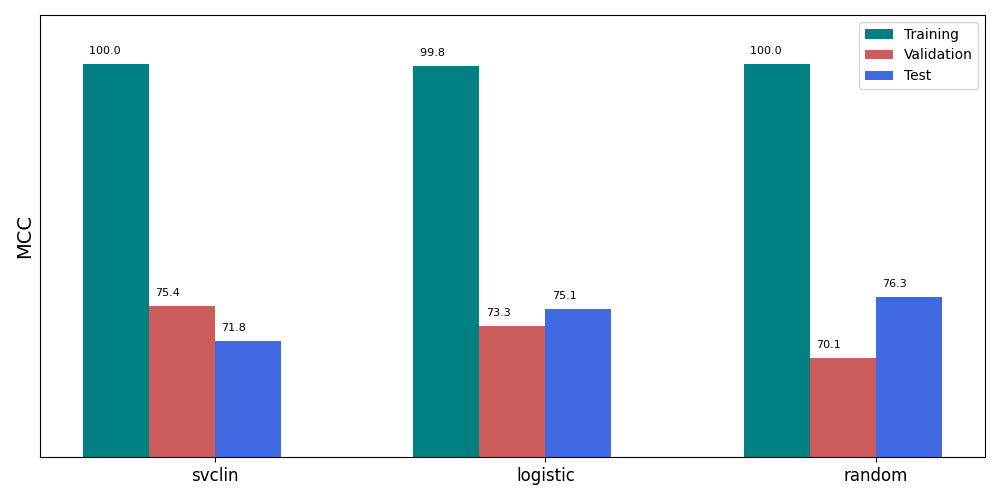 MCC
100.0
75.4
71.8
99.8
73.3
75.1
100.0
70.1
76.3
Training
Validation
Test
svclin
logistic
random